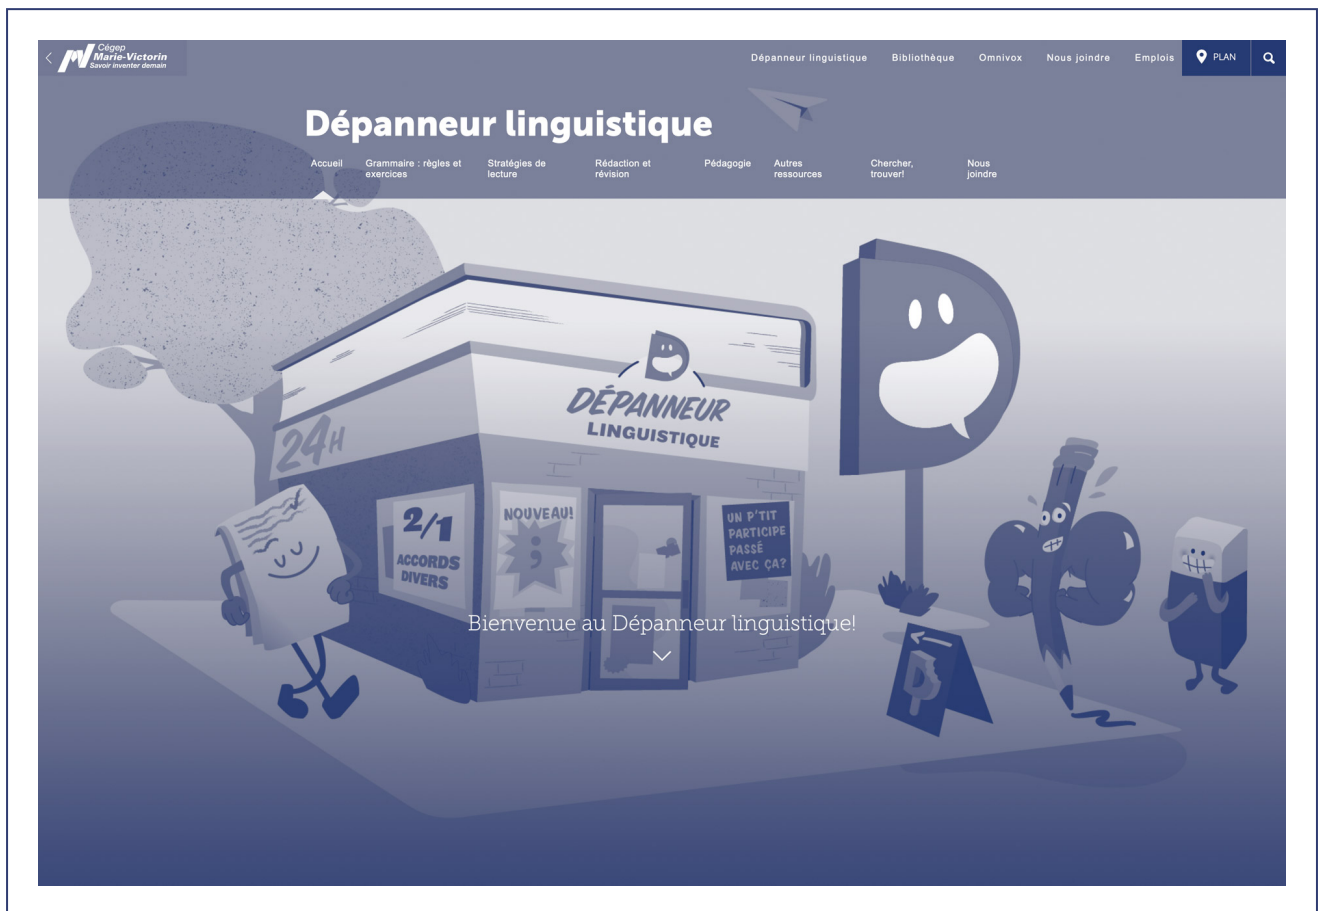 Cégep
Marie-Victorin
Savoir inventer demain
Dépanneur linguistique
Bibliothèque
Omnivox
Nous joindre
Emplois
PLAN
Dépanneur linguistique
Accueil
Grammaire : règles et
exercices
Stratégies de
lecture
Rédaction et
révision
Pédagogie
Autres
ressources
Chercher,
trouver!
Nous
joindre
24H
DÉPANNEUR
LINGUISTIQUE
2/1
ACCORDS
DIVERS
NOUVEAU!
;
UN P'TIT
PARTICIPE
PASSÉ
AVEC ÇA?
Bienvenue au Dépanneur linguistique!